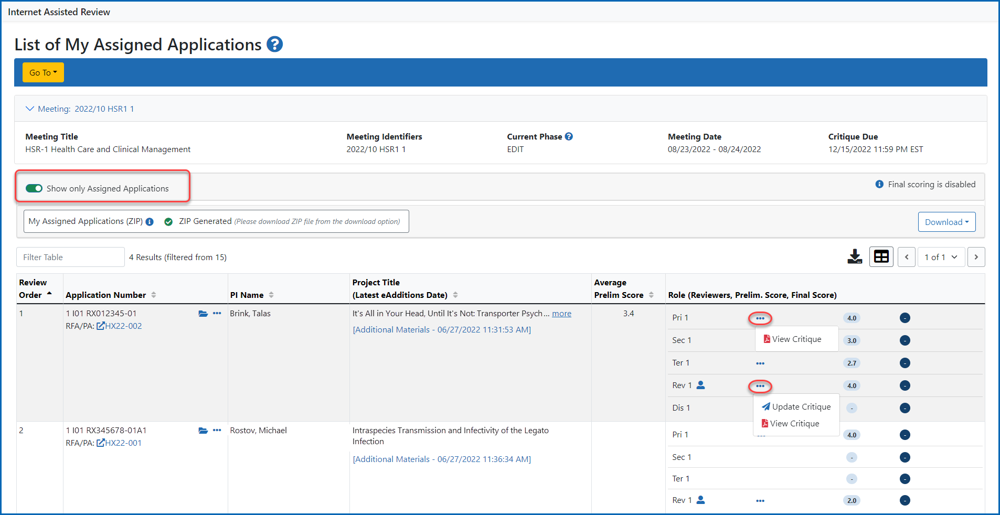 Internet Assisted Review
List of My Assigned Applications ?
Go To
Meeting: 2022/10 HSR1 1
Meeting Title
HSR-1 Health Care and Clinical Management
Meeting Identifiers
2022/10 HSR1 1
Current Phase ?
EDIT
Meeting Date
08/23/2022 - 08/24/2022
Critique Due
12/15/2022 11:59 PM EST
Show only Assigned Applications
i Final scoring is disabled
My Assigned Applications (ZIP) i ZIP Generated (Please download ZIP file from the download option)
Download
Filter Table
4 Results (filtered from 15)
1 of 1
Review
Order
Application Number
PI Name
Project Title
(Latest eAdditions Date)
Average
Prelim Score
Role (Reviewers, Prelim. Score, Final Score)
1
1 I01 RX012345-01
RFA/PA: HX22-002
Brink, Talas
It's All in Your Head, Until It's Not: Transporter Psych... more
[Additional Materials - 06/27/2022 11:31:53 AM]
3.4
Pri 1 ... 4.0 -
View Critique
Sec 1 3.0 -
Ter 1 ... 2.7 -
Rev 1 ... 4.0 -
Update Critique
View Critique
Dis 1 - -
2
1 I01 RX345678-01A1
RFA/PA: HX22-001
Rostov, Michael
Intraspecies Transmission and Infectivity of the Legato
Infection
[Additional Materials - 06/27/2022 11:36:34 AM]
Pri 1 ... 4.0 -
Sec 1 - -
Ter 1 - -
Rev 1 ... 2.0 -